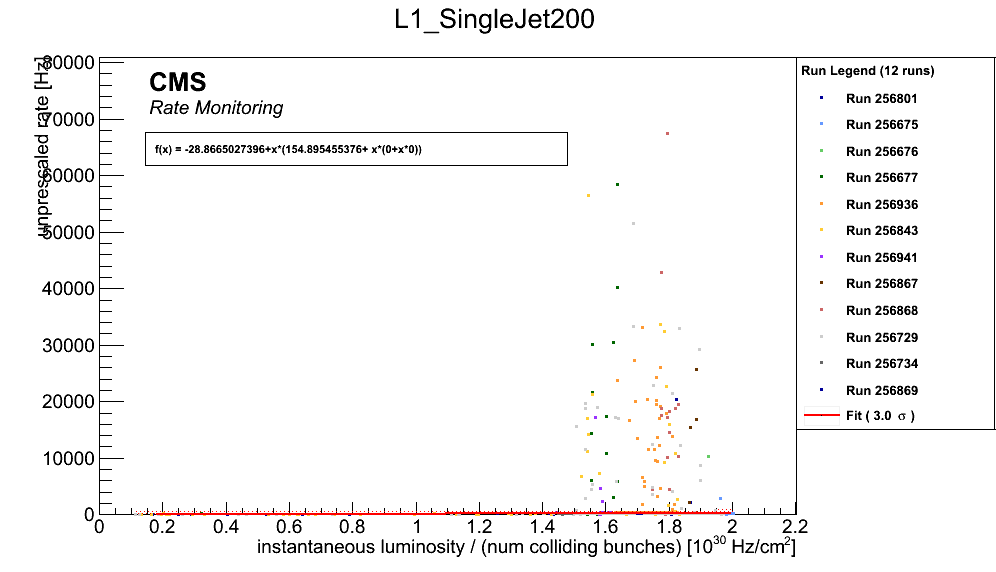 L1_SingleJet200
unprescaled rate [Hz]
80000
70000
60000
50000
40000
30000
20000
10000
0
CMS
Rate Monitoring
f(x) = -28.8665027396+x*(154.895455376+ x*(0+x*0))
0 0.2 0.4 0.6 0.8 1 1.2 1.4 1.6 1.8 2 2.2
instantaneous luminosity / (num colliding bunches) [10^30 Hz/cm^2]
Run Legend (12 runs)
Run 256801
Run 256675
Run 256676
Run 256677
Run 256936
Run 256843
Run 256941
Run 256867
Run 256868
Run 256729
Run 256734
Run 256869
Fit ( 3.0 σ )